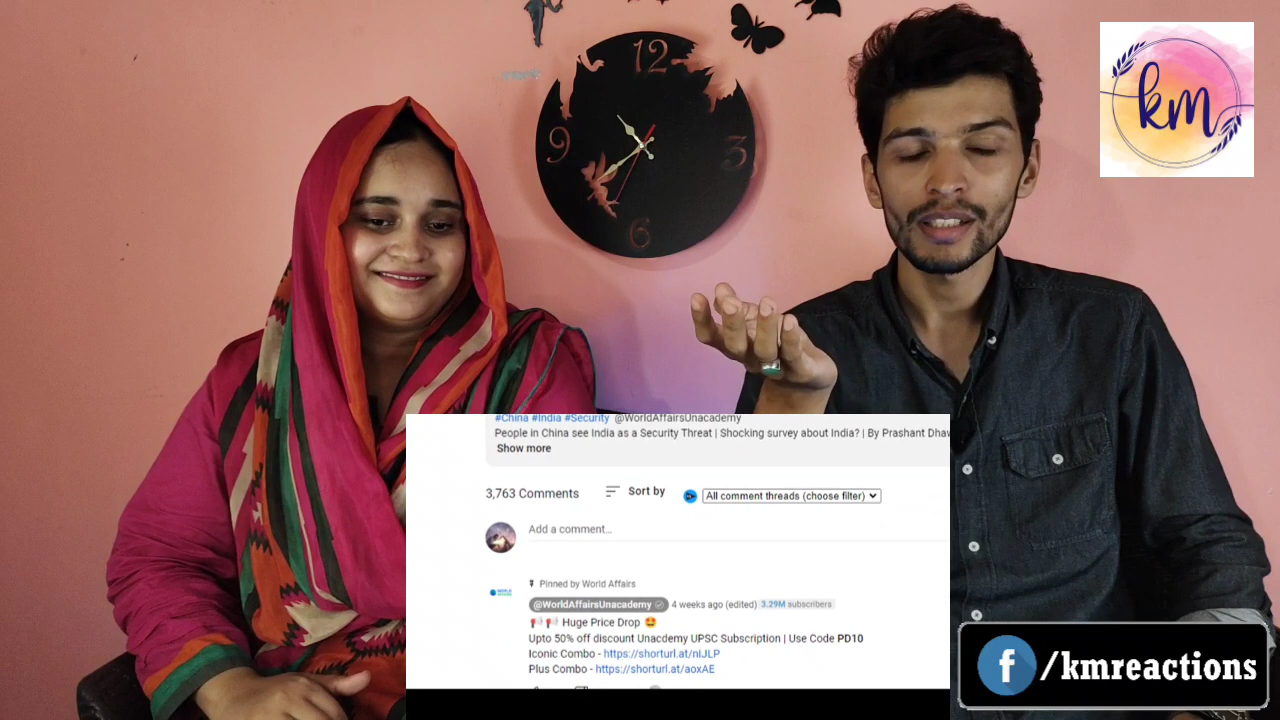 12
9
3
6
km
#China #India #Security @WorldAffairsUnacademy
People in China see India as a Security Threat | Shocking survey about India? | By Prashant Dhav
Show more
3,763 Comments
Sort by
All comment threads (choose filter)
Add a comment...
Pinned by World Affairs
@WorldAffairsUnacademy 4 weeks ago (edited) 3.29M subscribers
Huge Price Drop
Upto 50% off discount Unacdemy UPSC Subscription | Use Code PD10
Iconic Combo - https://shorturl.at/nIJLP
Plus Combo - https://shorturl.at/aoxAE
f/kmreactions